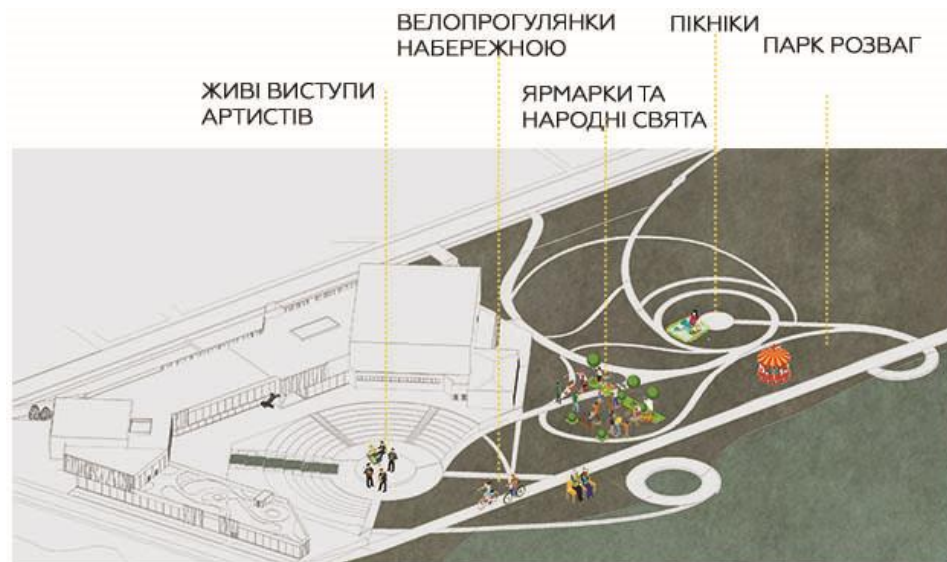 ВЕЛОПРОГУЛЯНКИ
НАБЕРЕЖНОЮ
ПІКНІКИ
ПАРК РОЗВАГ
ЖИВІ ВИСТУПИ
АРТИСТІВ
ЯРМАРКИ ТА
НАРОДНІ СВЯТА